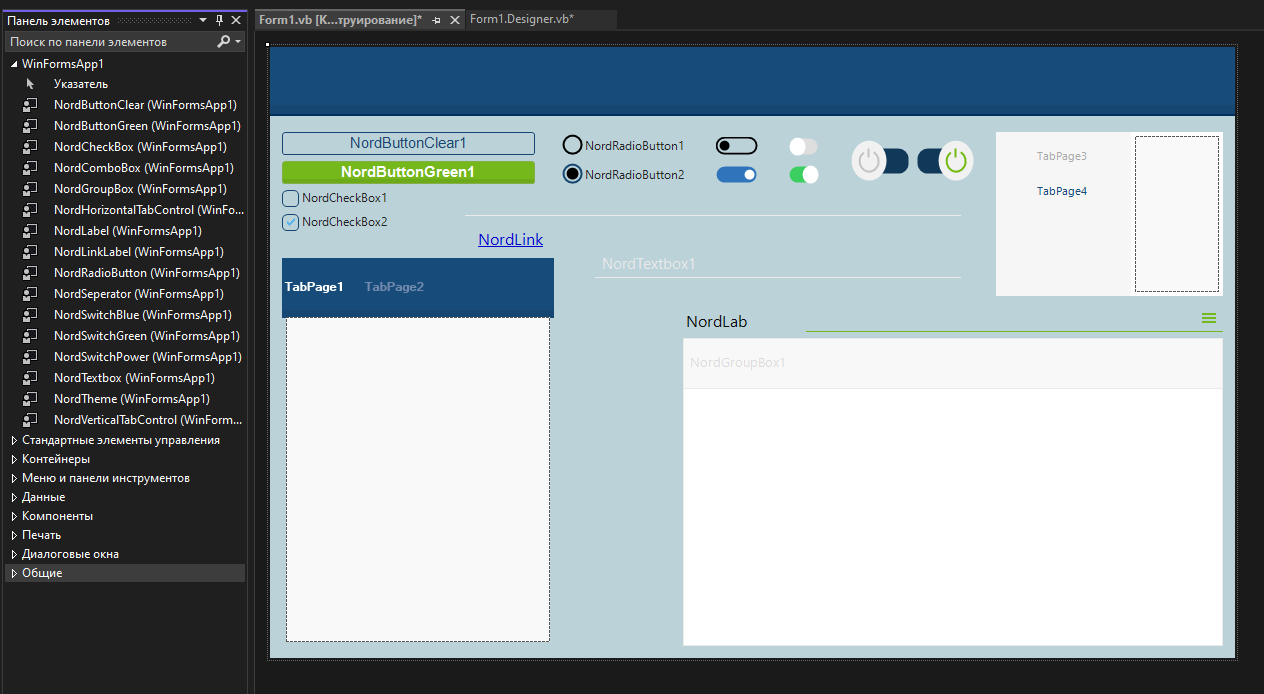 Панель элементов
Поиск по панели элементов
WinFormsApp1
Указатель
NordButtonClear (WinFormsApp1)
NordButtonGreen (WinFormsApp1)
NordCheckBox (WinFormsApp1)
NordComboBox (WinFormsApp1)
NordGroupBox (WinFormsApp1)
NordHorizontalTabControl (WinFo...
NordLabel (WinFormsApp1)
NordLinkLabel (WinFormsApp1)
NordRadioButton (WinFormsApp1)
NordSeperator (WinFormsApp1)
NordSwitchBlue (WinFormsApp1)
NordSwitchGreen (WinFormsApp1)
NordSwitchPower (WinFormsApp1)
NordTextbox (WinFormsApp1)
NordTheme (WinFormsApp1)
NordVerticalTabControl (WinForm...
Стандартные элементы управления
Контейнеры
Меню и панели инструментов
Данные
Компоненты
Печать
Диалоговые окна
Общие
Form1.vb [К...труирование]*
Form1.Designer.vb*
NordButtonClear1
NordButtonGreen1
NordCheckBox1
NordCheckBox2
NordRadioButton1
NordRadioButton2
TabPage3
TabPage4
NordLink
NordTextbox1
TabPage1
TabPage2
NordLab
NordGroupBox1